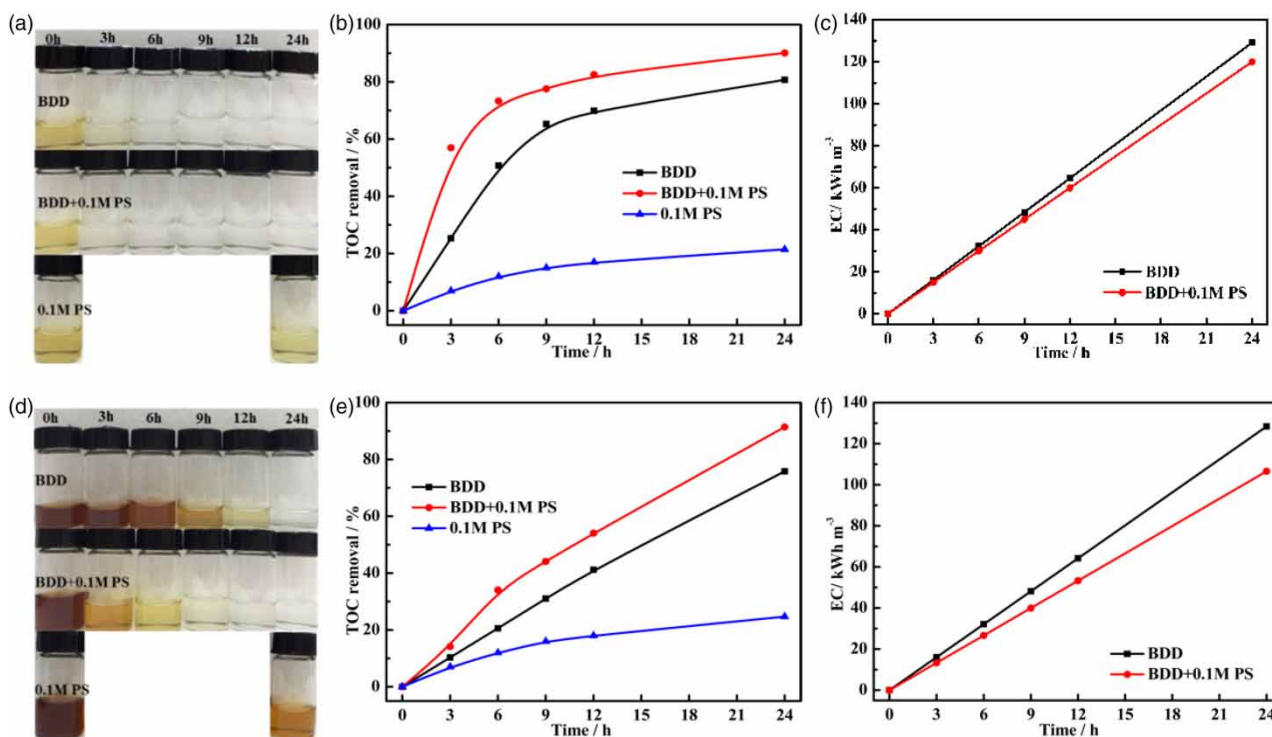 (a)
0h 3h 6h 9h 12h 24h
BDD
BDD+0.1M PS
0.1M PS
(b)
100
80
60
40
20
0
TOC removal / %
BDD
BDD+0.1M PS
0.1M PS
0 3 6 9 12 15 18 21 24
Time / h
(c)
140
120
100
80
60
40
20
0
EC/ kWh m-3
BDD
BDD+0.1M PS
0 3 6 9 12 15 18 21 24
Time / h
(d)
0h 3h 6h 9h 12h 24h
BDD
BDD+0.1M PS
0.1M PS
(e)
100
80
60
40
20
0
TOC removal / %
BDD
BDD+0.1M PS
0.1M PS
0 3 6 9 12 15 18 21 24
Time / h
(f)
140
120
100
80
60
40
20
0
EC/ kWh m-3
BDD
BDD+0.1M PS
0 3 6 9 12 15 18 21 24
Time / h